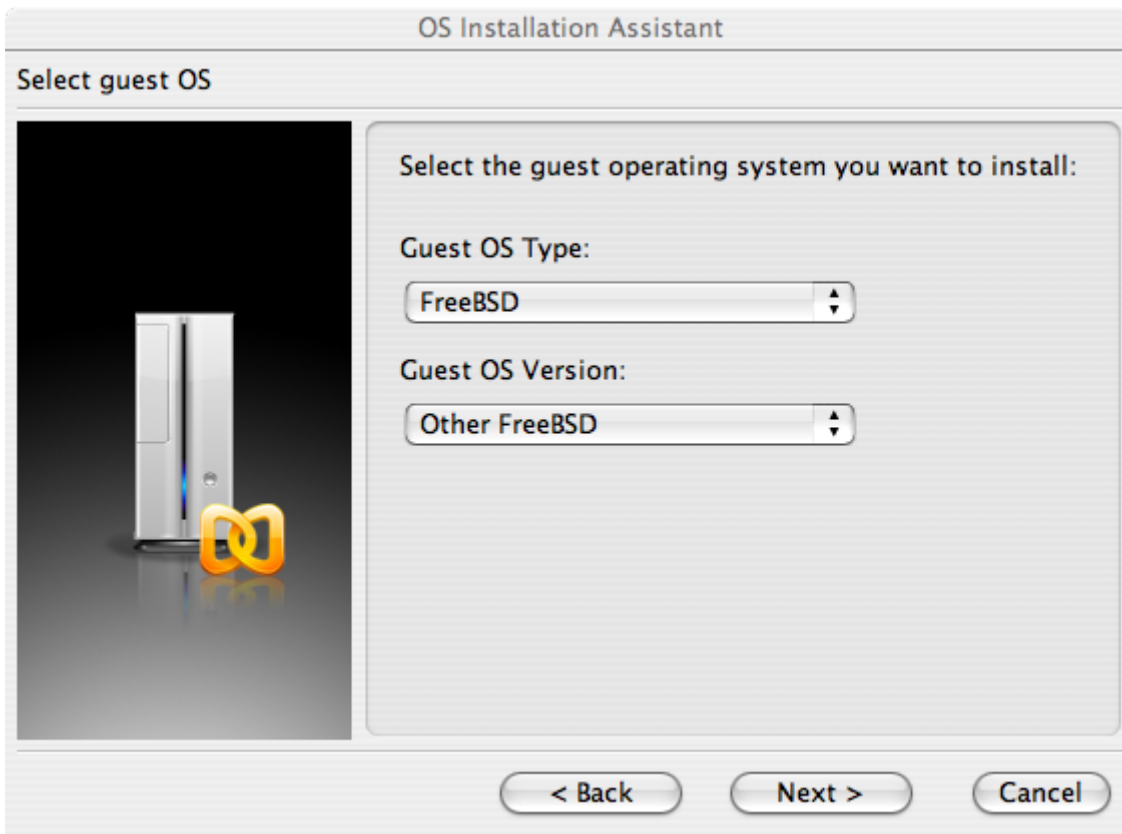 OS Installation Assistant
Select guest OS
Select the guest operating system you want to install:
Guest OS Type:
FreeBSD
Guest OS Version:
Other FreeBSD
< Back
Next >
Cancel